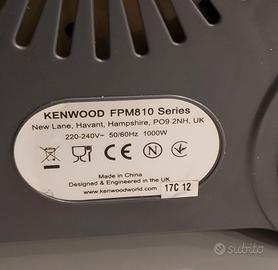 KENWOOD FPM810 Series
New Lane, Havant, Hampshire, PO9 2NH, UK
220-240V~ 50/60Hz 1000W
Made in China
Designed & Engineered in the UK
www.kenwoodworld.com
17C 12
subito